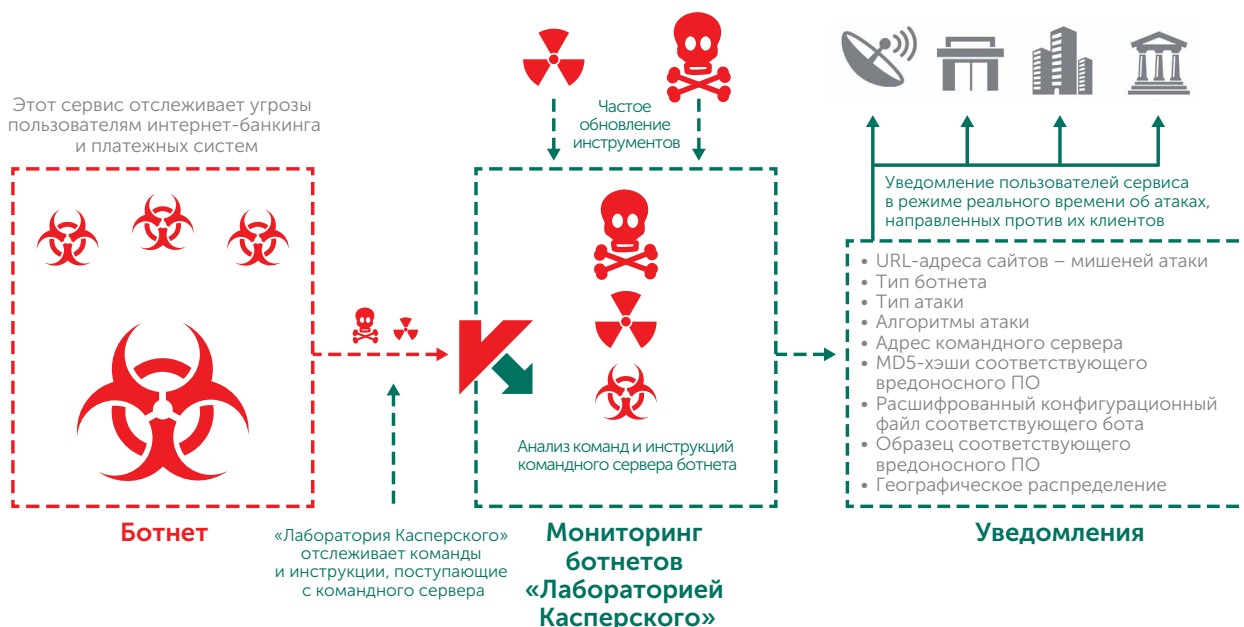 Этот сервис отслеживает угрозы
пользователям интернет-банкинга
и платежных систем
Ботнет
«Лаборатория Касперского»
отслеживает команды
и инструкции, поступающие
с командного сервера
Частое
обновление
инструментов
Анализ команд и инструкций
командного сервера ботнета
Мониторинг
ботнетов
«Лабораторией
Касперского»
Уведомление пользователей сервиса
в режиме реального времени об атаках,
направленных против их клиентов
• URL-адреса сайтов – мишеней атаки
• Тип ботнета
• Тип атаки
• Алгоритмы атаки
• Адрес командного сервера
• MD5-хэши соответствующего
вредоносного ПО
• Расшифрованный конфигурационный
файл соответствующего бота
• Образец соответствующего
вредоносного ПО
• Географическое распределение
Уведомления